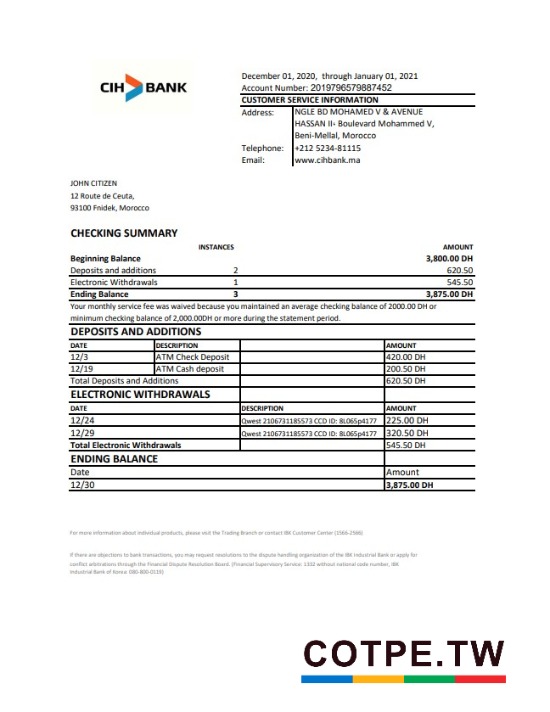 CIH BANK
December 01, 2020, through January 01, 2021
Account Number: 2019796579887452
CUSTOMER SERVICE INFORMATION
Address: NGLE BD MOHAMED V & AVENUE
HASSAN II- Boulevard Mohammed V,
Beni-Mellal, Morocco
Telephone: +212 5234-81115
Email: www.cihbank.ma
JOHN CITIZEN
12 Route de Ceuta,
93100 Fnidek, Morocco
CHECKING SUMMARY
INSTANCES AMOUNT
Beginning Balance 3,800.00 DH
Deposits and additions 2 620.50
Electronic Withdrawals 1 545.50
Ending Balance 3 3,875.00 DH
Your monthly service fee was waived because you maintained an average checking balance of 2000.00 DH or
minimum checking balance of 2,000.00DH or more during the statement period.
DEPOSITS AND ADDITIONS
DATE DESCRIPTION AMOUNT
12/3 ATM Check Deposit 420.00 DH
12/19 ATM Cash deposit 200.50 DH
Total Deposits and Additions 620.50 DH
ELECTRONIC WITHDRAWALS
DATE DESCRIPTION AMOUNT
12/24 Qwest 2106731185573 CCD ID: 8L065p4177 225.00 DH
12/29 Qwest 2106731185573 CCD ID: 8L065p4177 320.50 DH
Total Electronic Withdrawals 545.50 DH
ENDING BALANCE
Date Amount
12/30 3,875.00 DH
For more information about individual products, please visit the Trading Branch or contact IBK Customer Center (1566-2566)
If there are objections to bank transactions, you may request resolutions to the dispute handling organization of the IBK Industrial Bank or apply for
conflict arbitrations through the Financial Dispute Resolution Board. (Financial Supervisory Service: 1332 without national code number, IBK
Industrial Bank of Korea: 080-800-0119)
COTPE.TW